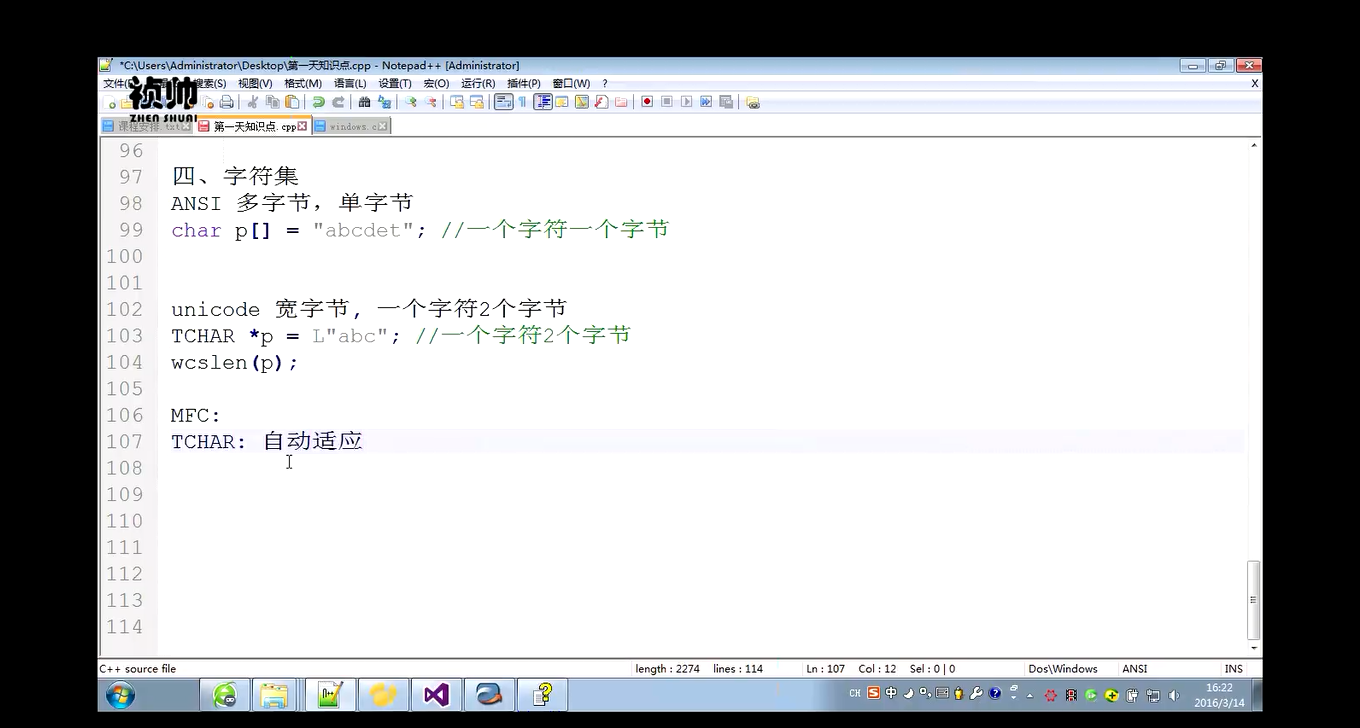 *C:\Users\Administrator\Desktop\第一天知识点.cpp - Notepad++ [Administrator]
搜索(S) 视图(V) 格式(M) 语言(L) 设置(T) 宏(O) 运行(R) 插件(P) 窗口(W) ? X
祯帅
ZHEN SHUAI
课程安排.txt 第一天知识点.cpp windows.c
96
97 四、字符集
98 ANSI 多字节，单字节
99 char p[] = "abcdet"; //一个字符一个字节
100
101
102 unicode 宽字节, 一个字符2个字节
103 TCHAR *p = L"abc"; //一个字符2个字节
104 wcslen(p);
105
106 MFC:
107 TCHAR: 自动适应
108
109
110
111
112
113
114
C++ source file length : 2274 lines : 114 Ln : 107 Col : 12 Sel : 0 | 0 Dos\Windows ANSI INS
CH 中 16:22
2016/3/14